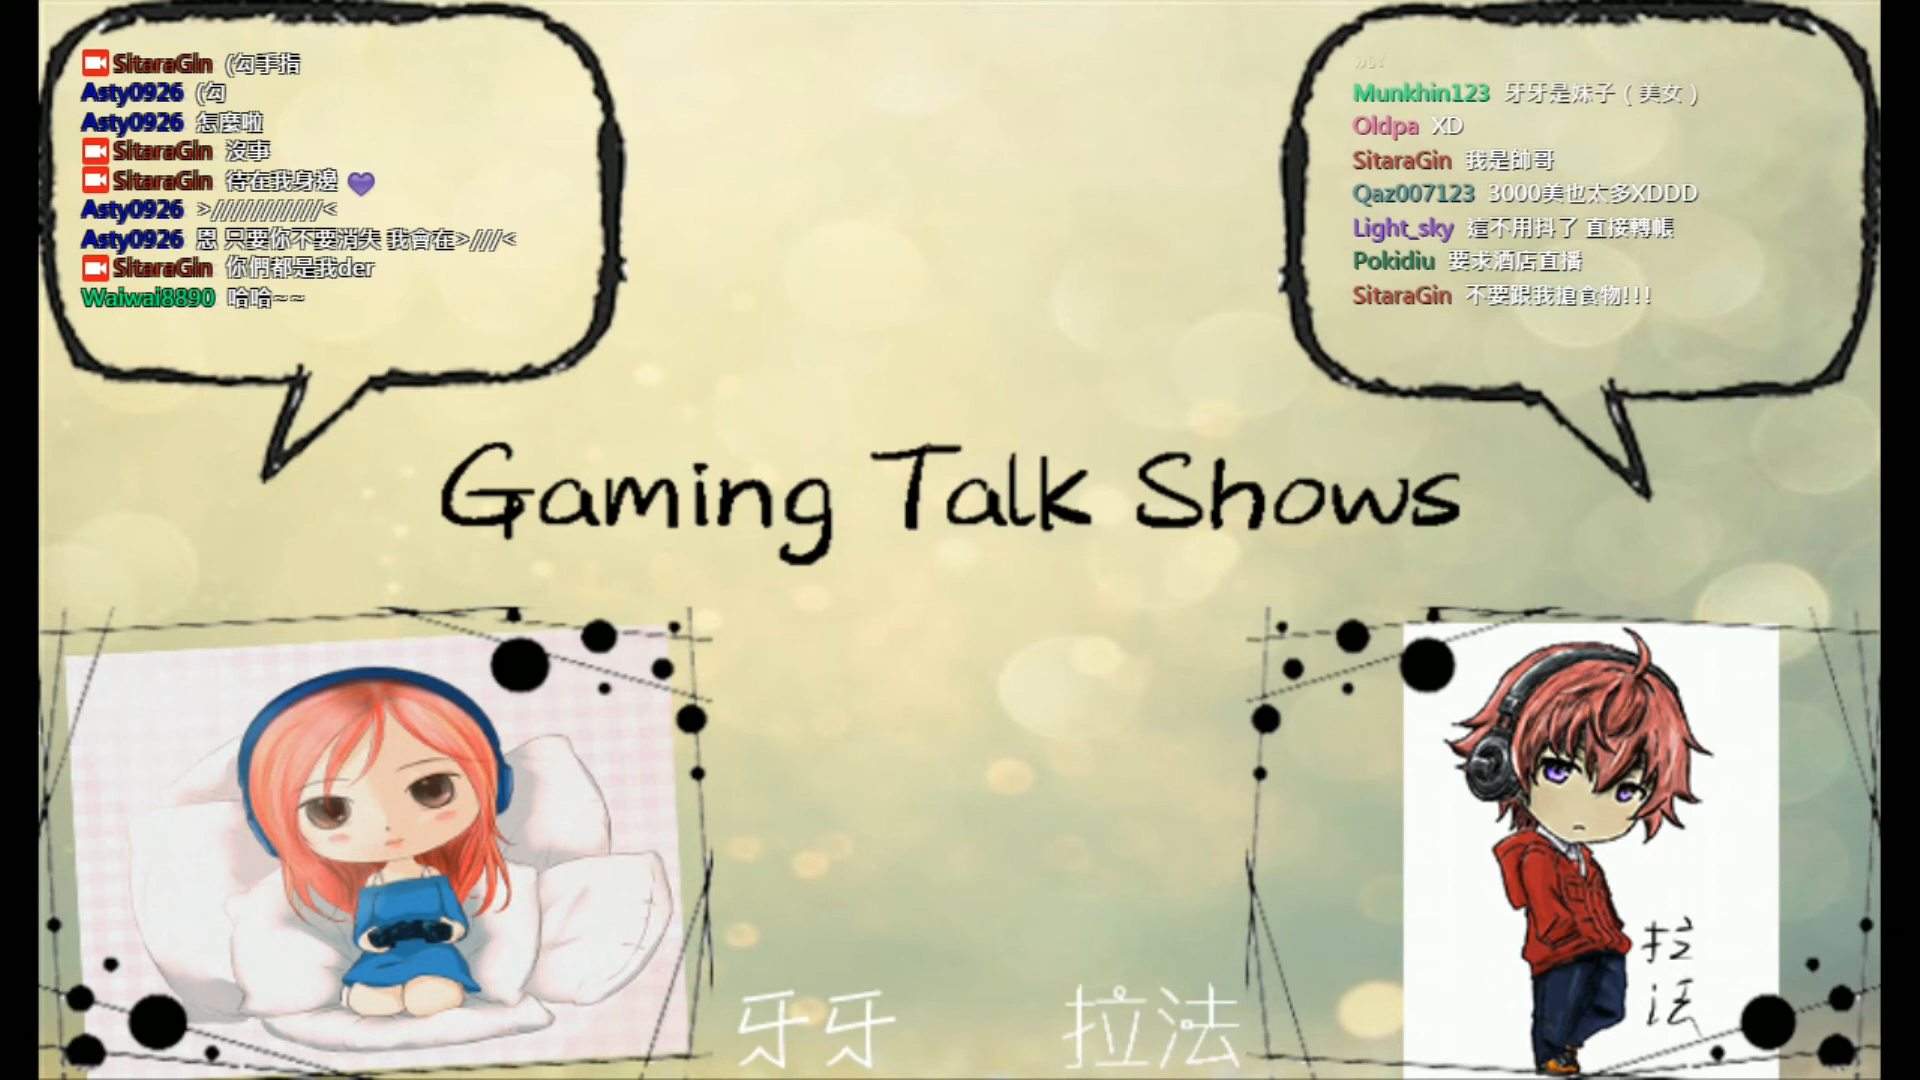 SitaraGin (勾手指
Asty0926 (勾
Asty0926 怎麼啦
SitaraGin 沒事
SitaraGin 待在我身邊 💜
Asty0926 >/////////////<
Asty0926 恩 只要你不要消失 我會在>////<
SitaraGin 你們都是我der
Waiwai8890 哈哈~~
Munkhin123 牙牙是妹子 ( 美女 )
Oldpa XD
SitaraGin 我是帥哥
Qaz007123 3000美也太多XDDD
Light_sky 這不用抖了 直接轉帳
Pokidiu 要求酒店直播
SitaraGin 不要跟我搶食物!!!
Gaming Talk Shows
拉法
牙牙
拉法